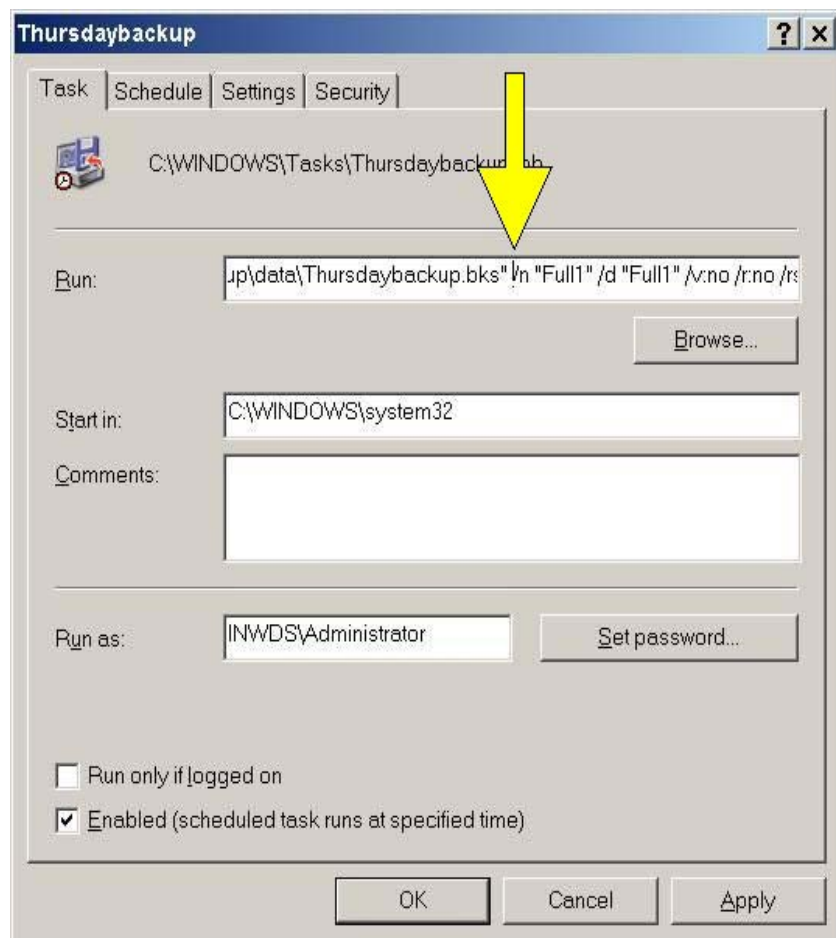 Thursdaybackup
Task Schedule Settings Security
C:\WINDOWS\Tasks\Thursdaybackup.job
Run: up\data\Thursdaybackup.bks" /n "Full1" /d "Full1" /v:no /r:no /rs
Browse...
Start in: C:\WINDOWS\system32
Comments:
Run as: INWDS\Administrator Set password...
Run only if logged on
Enabled (scheduled task runs at specified time)
OK Cancel Apply